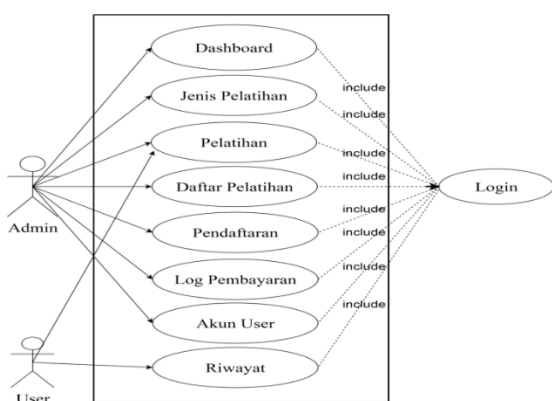 Dashboard
include
Jenis Pelatihan
include
Pelatihan
include
Daftar Pelatihan
include
Login
Admin
Pendaftaran
include
include
Log Pembayaran
include
Akun User
include
Riwayat
User